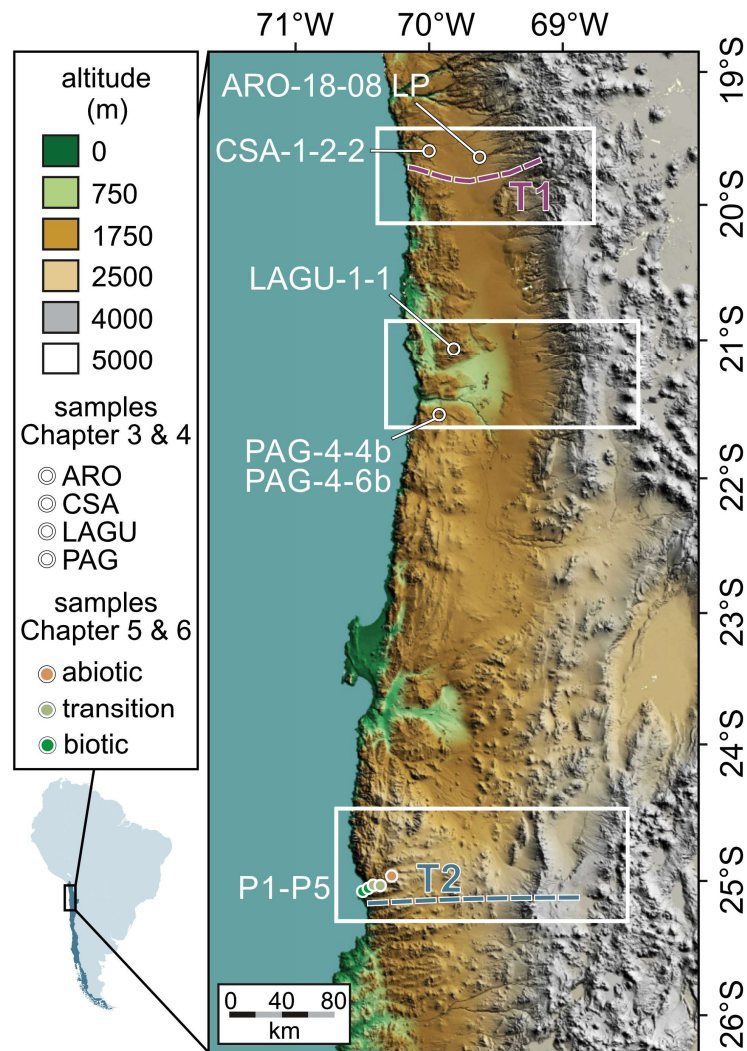 71°W 70°W 69°W
altitude
(m)
0
750
1750
2500
4000
5000
samples
Chapter 3 & 4
ARO
CSA
LAGU
PAG
samples
Chapter 5 & 6
abiotic
transition
biotic
ARO-18-08 LP
CSA-1-2-2
T1
LAGU-1-1
PAG-4-4b
PAG-4-6b
P1-P5
T2
0 40 80
km
19°S
20°S
21°S
22°S
23°S
24°S
25°S
26°S